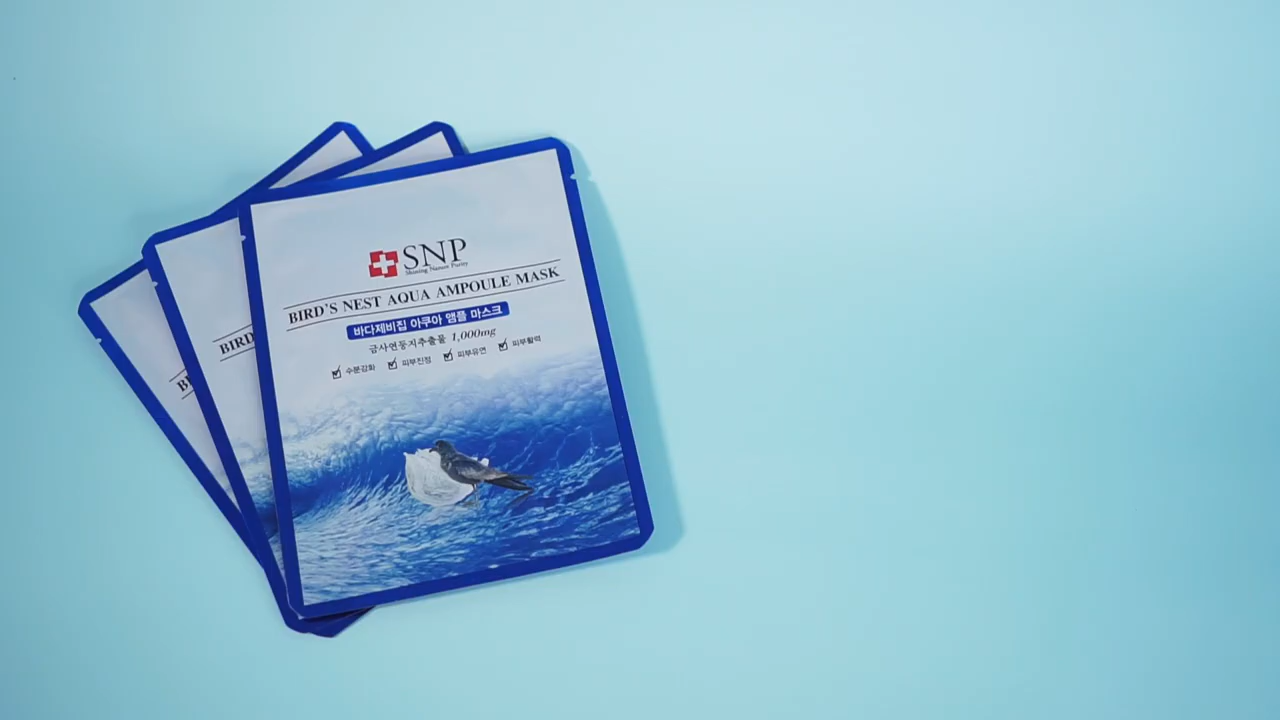 SNP
Shining Nature Purity
BIRD'S NEST AQUA AMPOULE MASK
바다제비집 아쿠아 앰플 마스크
금사연둥지추출물 1,000mg
수분강화 피부진정 피부유연 피부활력
BIRD
BI